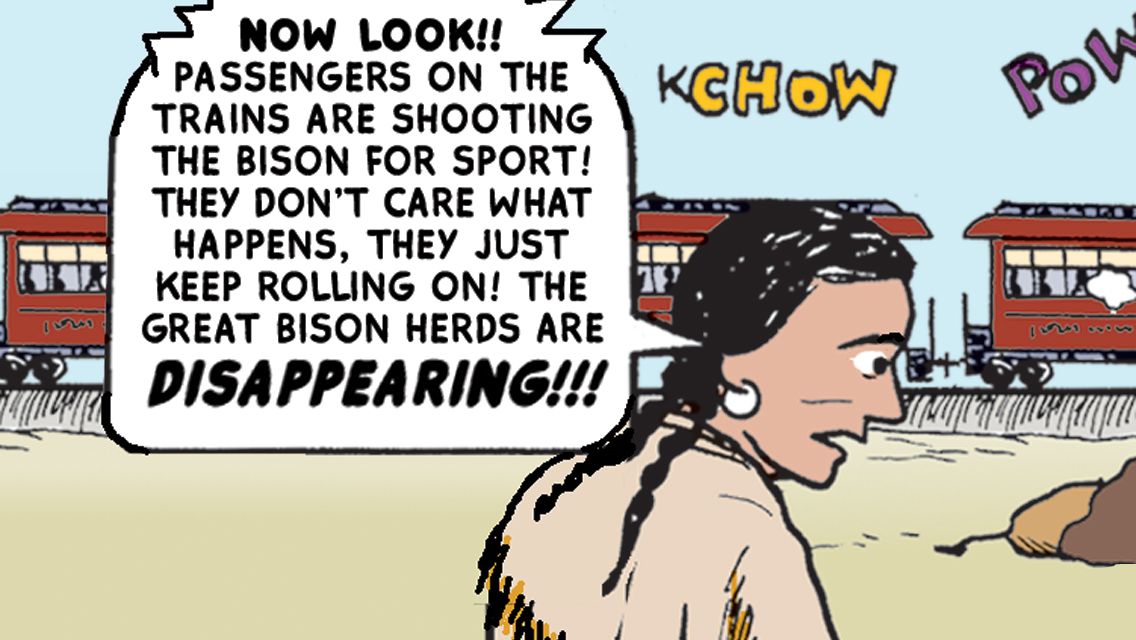 NOW LOOK!!
PASSENGERS ON THE
TRAINS ARE SHOOTING
THE BISON FOR SPORT!
THEY DON'T CARE WHAT
HAPPENS, THEY JUST
KEEP ROLLING ON! THE
GREAT BISON HERDS ARE
DISAPPEARING!!!
KCHOW
POW